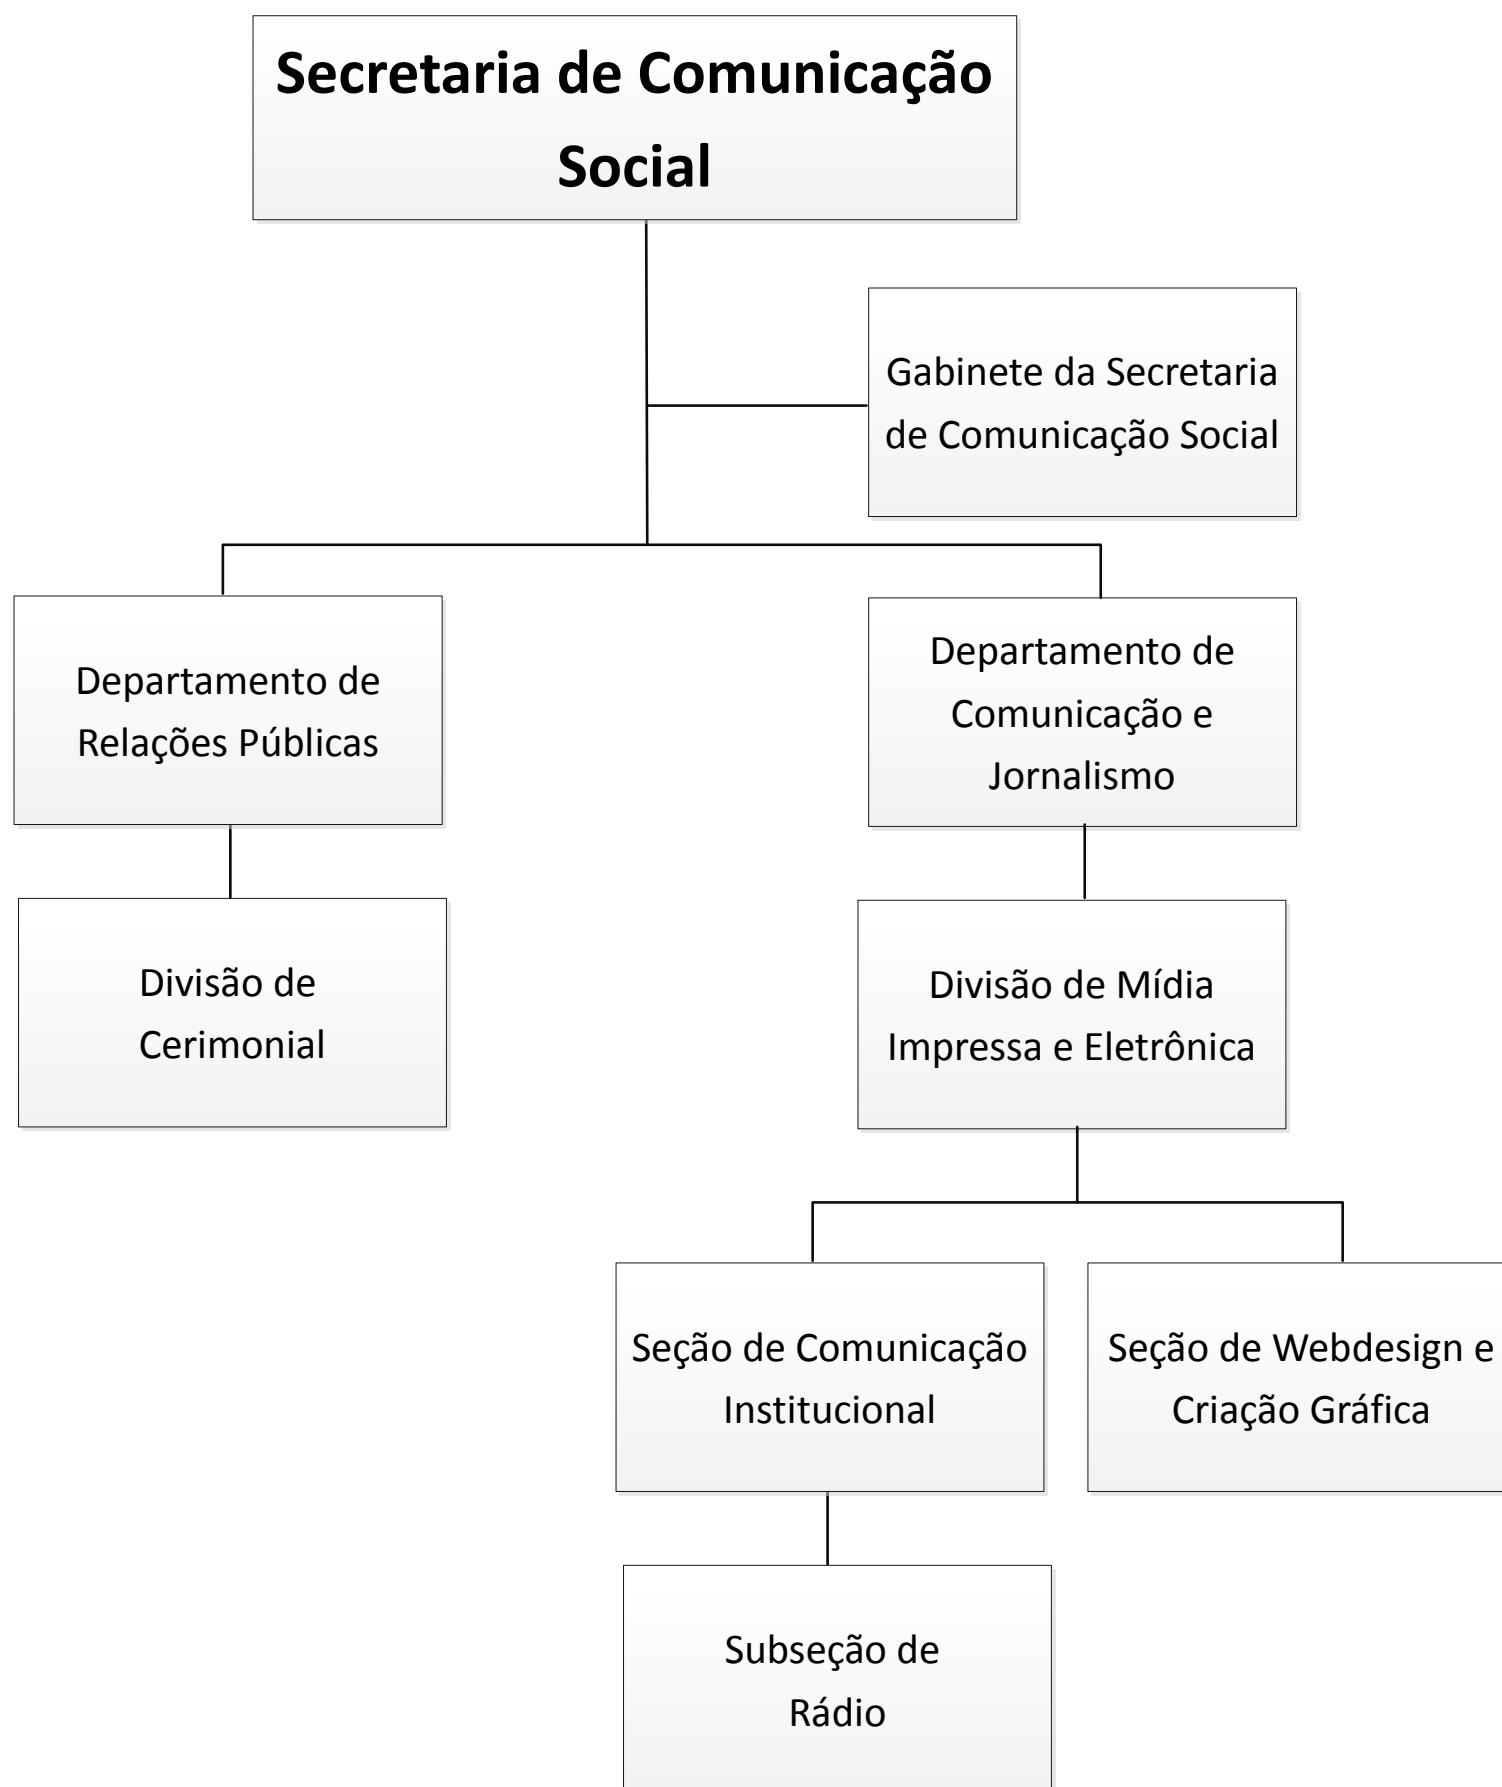 Secretaria de Comunicação
Social
Gabinete da Secretaria
de Comunicação Social
Departamento de
Relações Públicas
Departamento de
Comunicação e
Jornalismo
Divisão de
Cerimonial
Divisão de Mídia
Impressa e Eletrônica
Seção de Comunicação
Institucional
Seção de Webdesign e
Criação Gráfica
Subseção de
Rádio